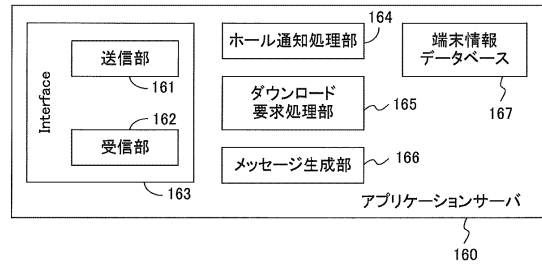 Interface
送信部
161
162
受信部
163
ホール通知処理部
164
ダウンロード
要求処理部
165
メッセージ生成部
166
端末情報
データベース
167
アプリケーションサーバ
160